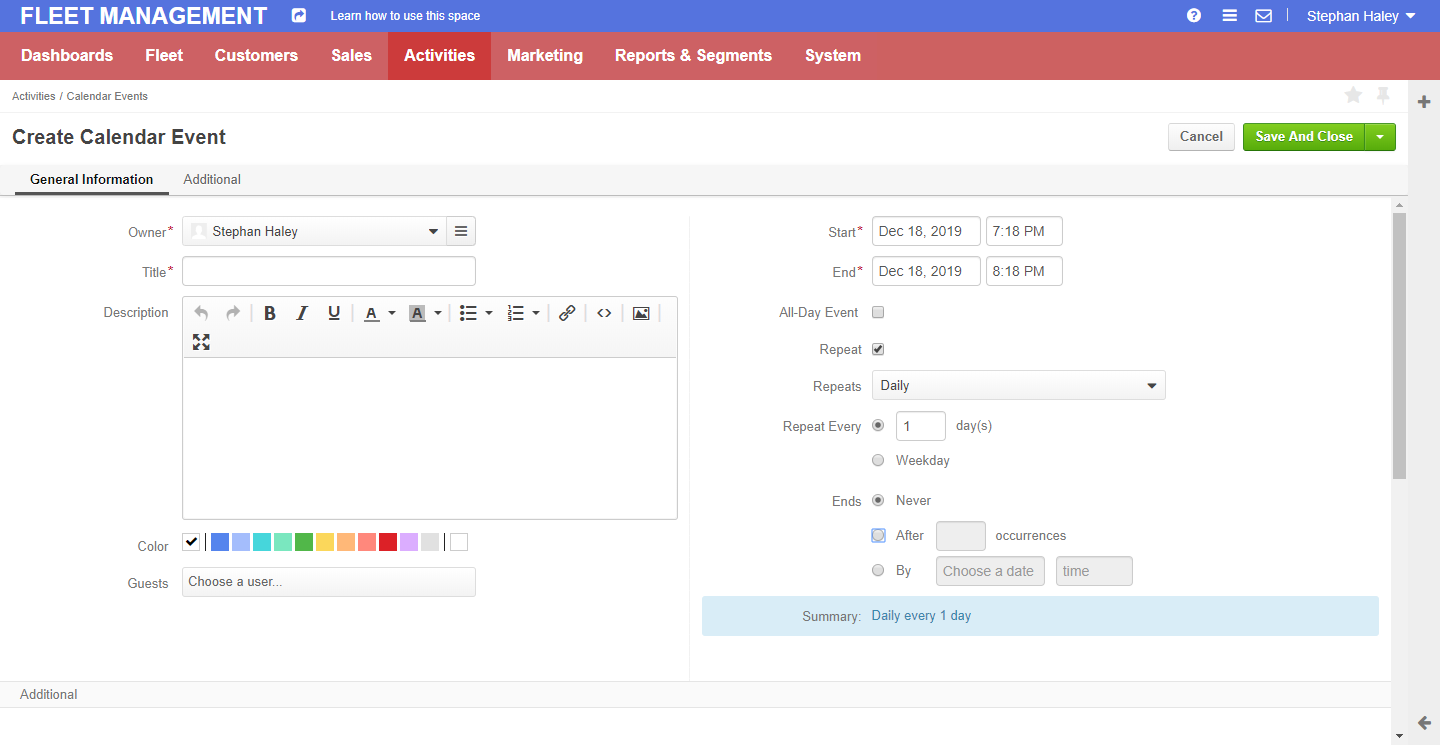 FLEET MANAGEMENT Learn how to use this space Stephan Haley
Dashboards Fleet Customers Sales Activities Marketing Reports & Segments System
Activities / Calendar Events
Create Calendar Event Cancel Save And Close
General Information Additional
Owner* Stephan Haley
Title*
Description
B I U A A
Color
Guests Choose a user...
Start* Dec 18, 2019 7:18 PM
End* Dec 18, 2019 8:18 PM
All-Day Event
Repeat
Repeats Daily
Repeat Every 1 day(s)
Weekday
Ends Never
After occurrences
By Choose a date time
Summary: Daily every 1 day
Additional